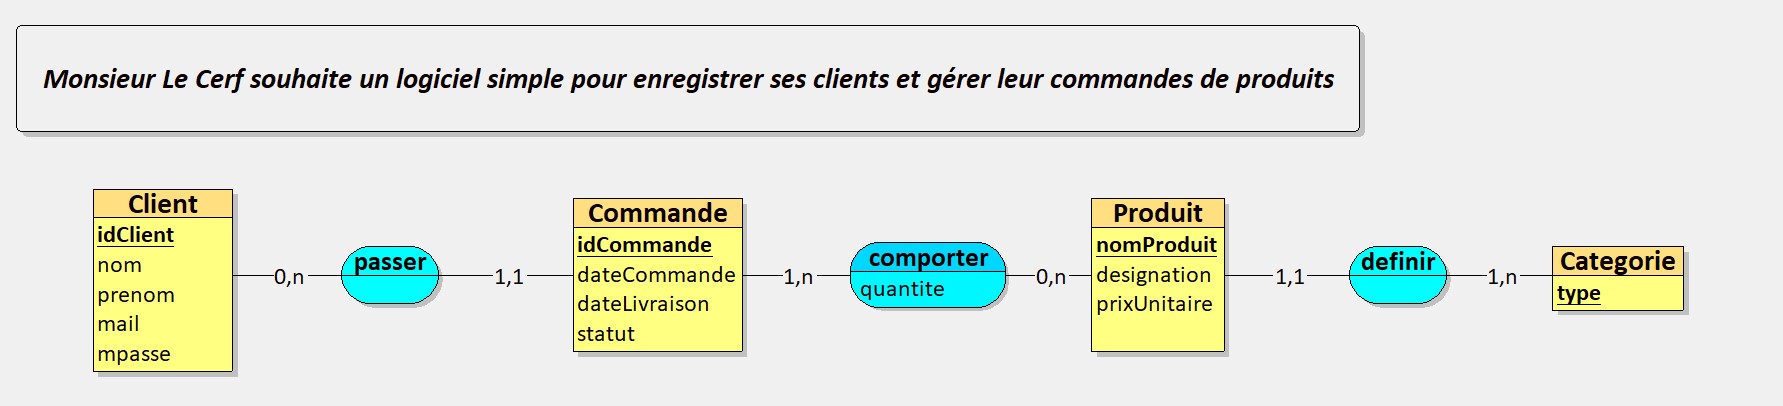 Monsieur Le Cerf souhaite un logiciel simple pour enregistrer ses clients et gérer leur commandes de produits
Client
idClient
nom
prenom
mail
mpasse
0,n
passer
1,1
Commande
idCommande
dateCommande
dateLivraison
statut
1,n
comporter
quantite
0,n
Produit
nomProduit
designation
prixUnitaire
1,1
definir
1,n
Categorie
type